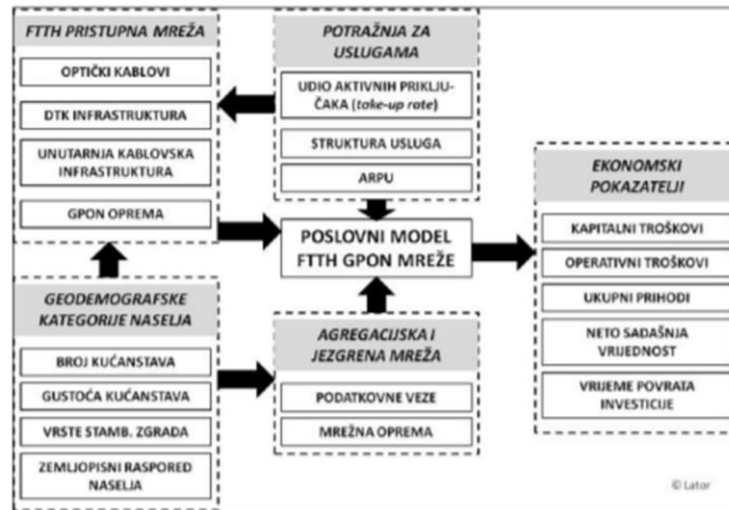 FTTH PRISTUPNA MREŽA
OPTIČKI KABLOVI
DTK INFRASTRUKTURA
UNUTARNJA KABLOVSKA
INFRASTRUKTURA
GPON OPREMA
POTRAŽNJA ZA
USLUGAMA
UDIO AKTIVNIH PRIKLJU-
ČAKA (take-up rate)
STRUKTURA USLUGA
ARPU
POSLOVNI MODEL
FTTH GPON MREŽE
GEODEMOGRAFSKE
KATEGORIJE NASELJA
BROJ KUĆANSTAVA
GUSTOĆA KUĆANSTAVA
VRSTE STAMB. ZGRADA
ZEMLJOPISNI RASPORED
NASELJA
AGREGACIJSKA I
JEZGRENA MREŽA
PODATKOVNE VEZE
MREŽNA OPREMA
EKONOMSKI
POKAZATELJI
KAPITALNI TROŠKOVI
OPERATIVNI TROŠKOVI
UKUPNI PRIHODI
NETO SADAŠNJA
VRIJEDNOST
VRIJEME POVRATA
INVESTICIJE
© Lator